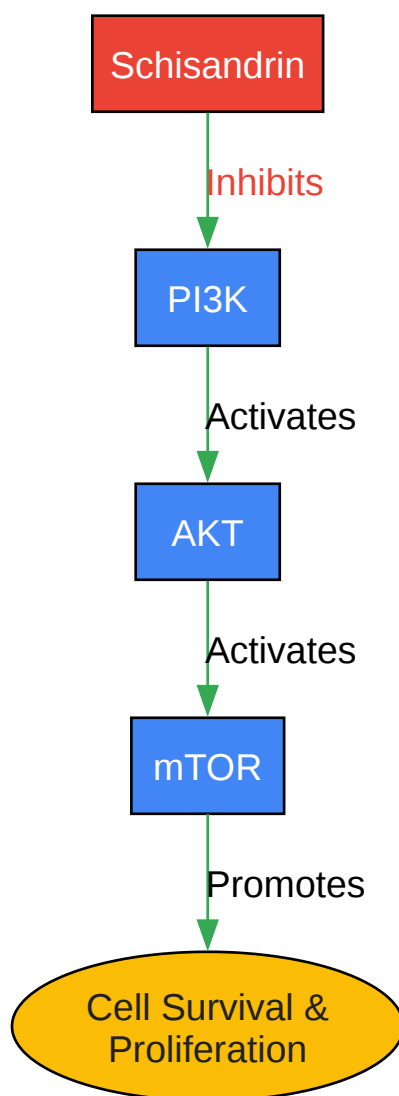 Schisandrin
Inhibits
PI3K
Activates
AKT
Activates
mTOR
Promotes
Cell Survival &
Proliferation